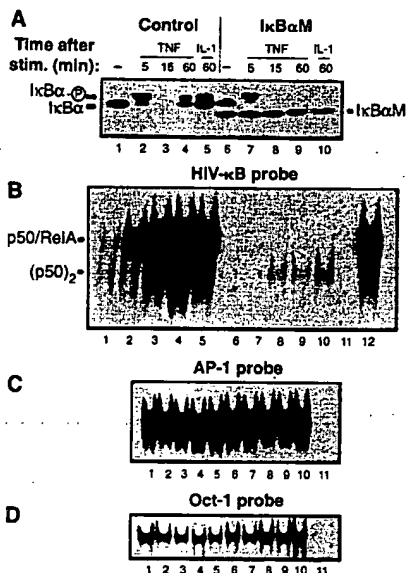 A
Control IκBαM
Time after stim. (min):
TNF IL-1 TNF IL-1
– 5 15 60 60 – 5 15 60 60
IκBα-Ⓟ
IκBα
IκBαM
1 2 3 4 5 6 7 8 9 10
HIV-κB probe
B
p50/RelA
(p50)₂
1 2 3 4 5 6 7 8 9 10 11 12
AP-1 probe
C
1 2 3 4 5 6 7 8 9 10 11
Oct-1 probe
D
1 2 3 4 5 6 7 8 9 10 11